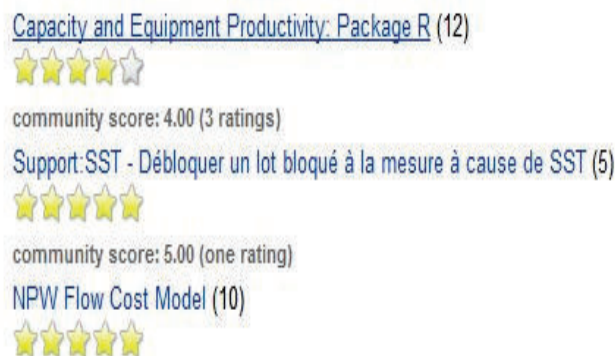 Capacity and Equipment Productivity: Package R (12)
community score: 4.00 (3 ratings)
Support:SST - Débloquer un lot bloqué à la mesure à cause de SST (5)
community score: 5.00 (one rating)
NPW Flow Cost Model (10)